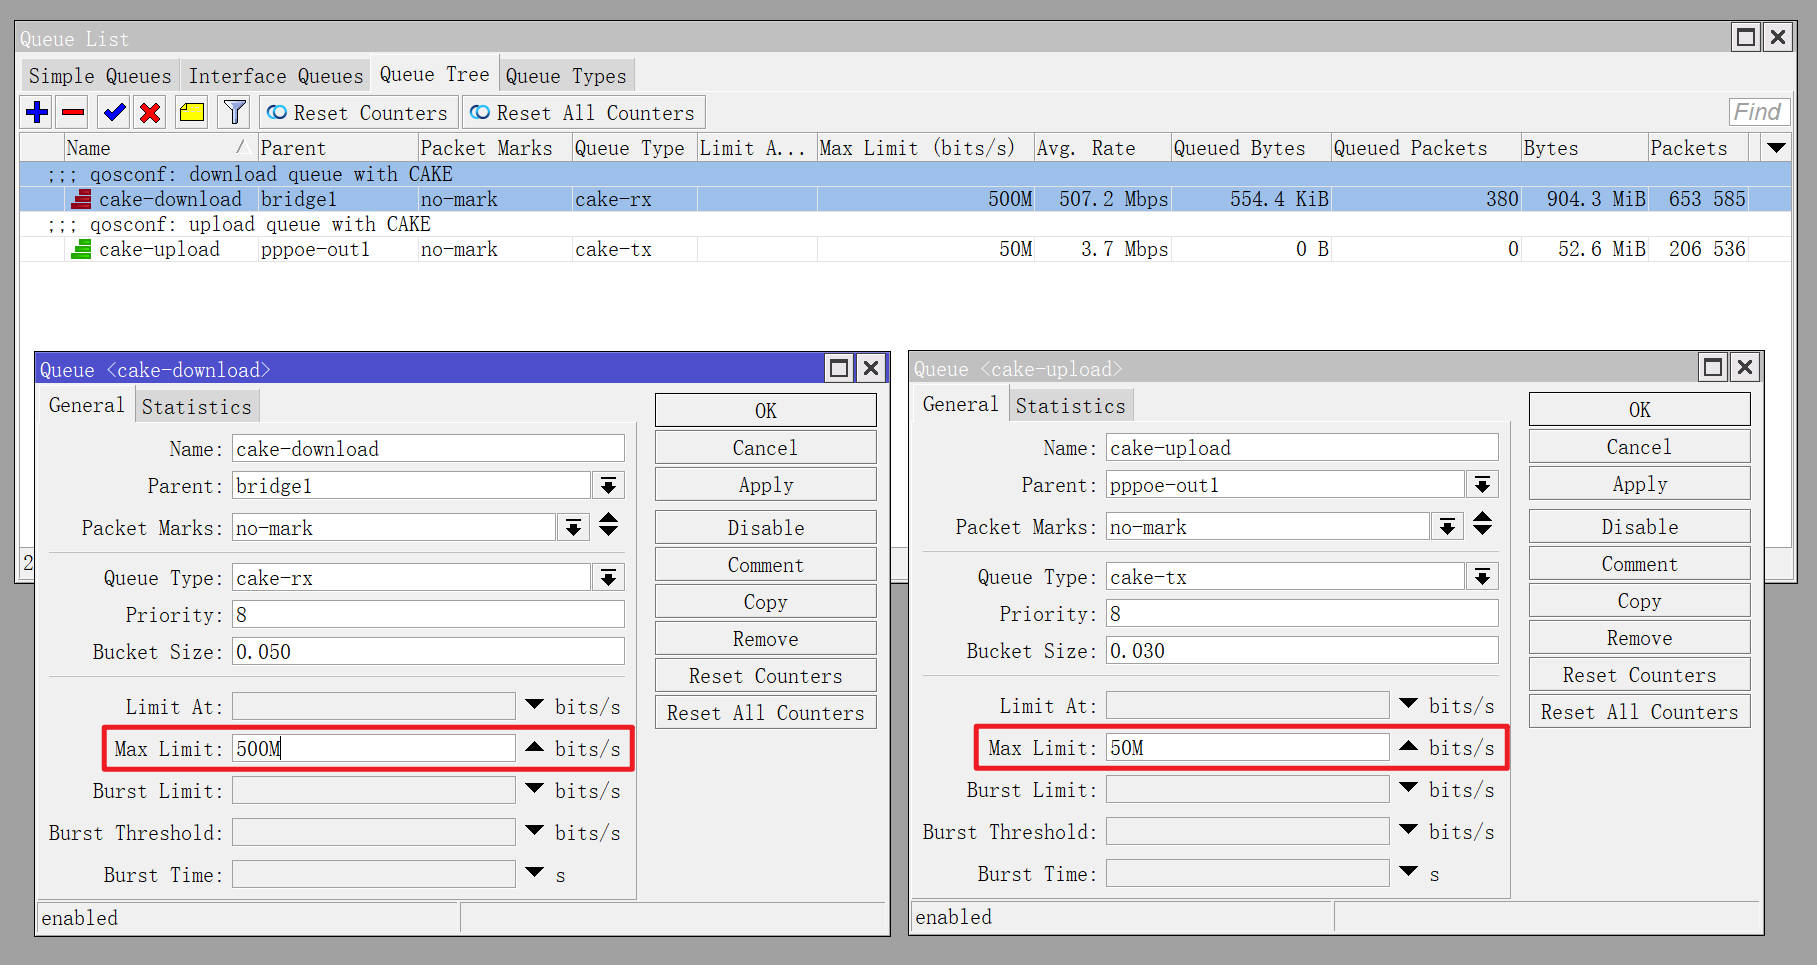 Queue List
Simple Queues Interface Queues Queue Tree Queue Types
Reset Counters Reset All Counters Find
Name Parent Packet Marks Queue Type Limit A... Max Limit (bits/s) Avg. Rate Queued Bytes Queued Packets Bytes Packets
;;; qosconf: download queue with CAKE
cake-download bridge1 no-mark cake-rx 500M 507.2 Mbps 554.4 KiB 380 904.3 MiB 653 585
;;; qosconf: upload queue with CAKE
cake-upload pppoe-out1 no-mark cake-tx 50M 3.7 Mbps 0 B 0 52.6 MiB 206 536
2
Queue <cake-download>
General Statistics
Name: cake-download
Parent: bridge1
Packet Marks: no-mark
Queue Type: cake-rx
Priority: 8
Bucket Size: 0.050
Limit At: bits/s
Max Limit: 500M bits/s
Burst Limit: bits/s
Burst Threshold: bits/s
Burst Time: s
enabled
OK
Cancel
Apply
Disable
Comment
Copy
Remove
Reset Counters
Reset All Counters
Queue <cake-upload>
General Statistics
Name: cake-upload
Parent: pppoe-out1
Packet Marks: no-mark
Queue Type: cake-tx
Priority: 8
Bucket Size: 0.030
Limit At: bits/s
Max Limit: 50M bits/s
Burst Limit: bits/s
Burst Threshold: bits/s
Burst Time: s
enabled
OK
Cancel
Apply
Disable
Comment
Copy
Remove
Reset Counters
Reset All Counters